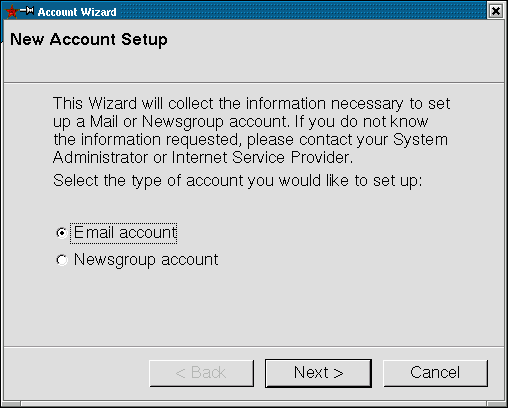 Account Wizard
New Account Setup
This Wizard will collect the information necessary to set
up a Mail or Newsgroup account. If you do not know
the information requested, please contact your System
Administrator or Internet Service Provider.
Select the type of account you would like to set up:
Email account
Newsgroup account
< Back Next > Cancel